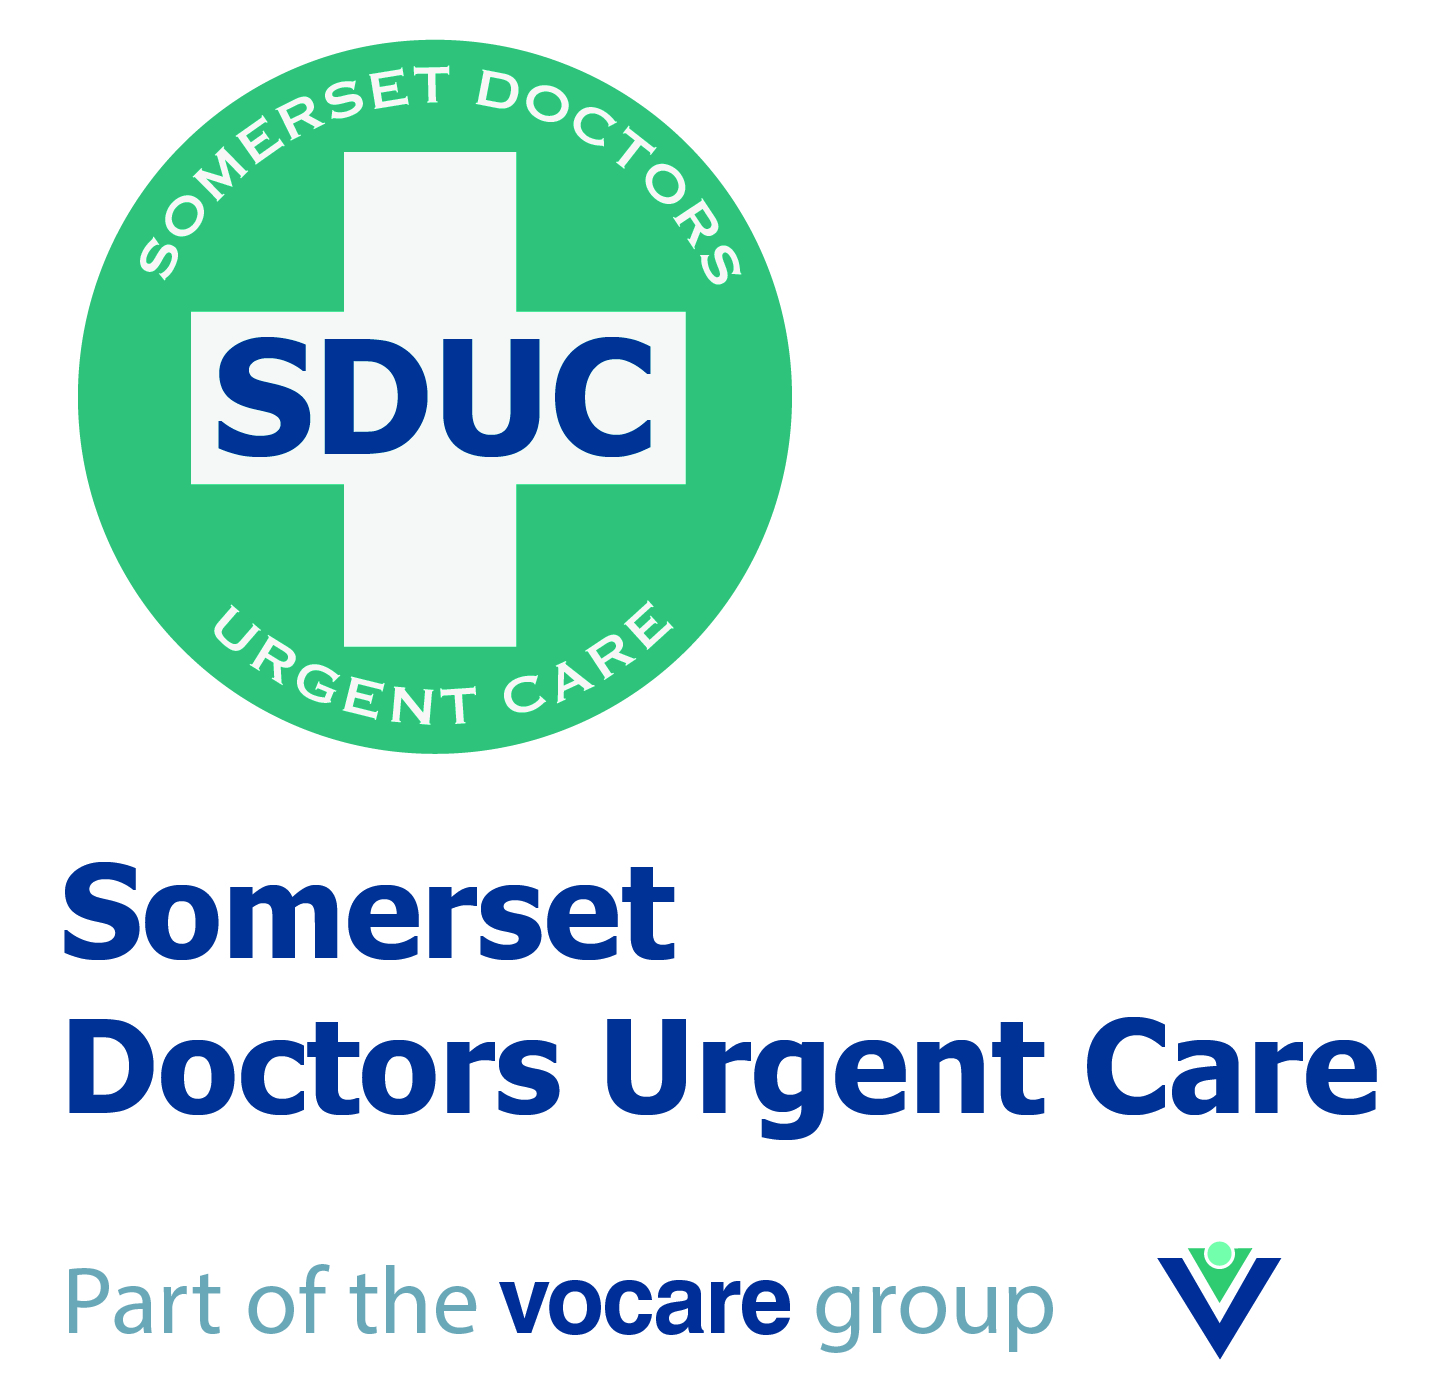 SOMERSET DOCTORS
SDUC
URGENT CARE
Somerset
Doctors Urgent Care
Part of the vocare group